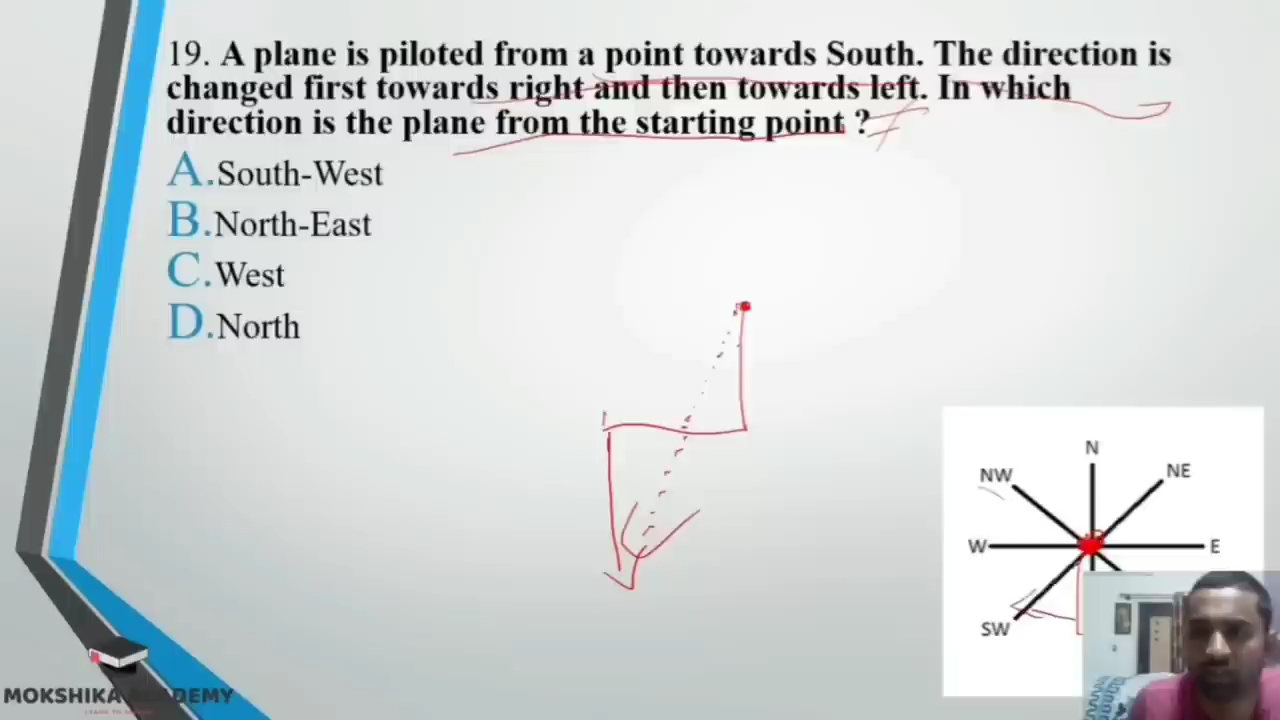 19. A plane is piloted from a point towards South. The direction is
changed first towards right and then towards left. In which
direction is the plane from the starting point ?
A.South-West
B.North-East
C.West
D.North
N
NW
NE
W
E
SW
MOKSHIKA ACADEMY